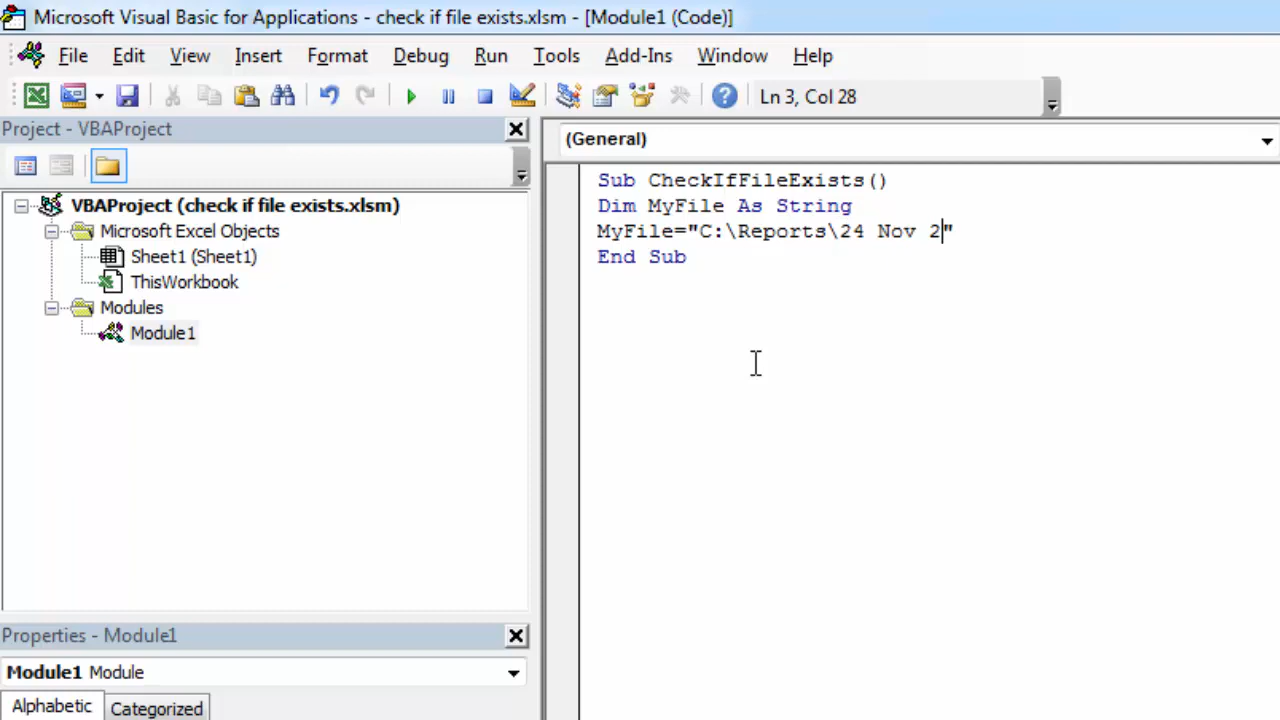 Microsoft Visual Basic for Applications - check if file exists.xlsm - [Module1 (Code)]
File Edit View Insert Format Debug Run Tools Add-Ins Window Help
Ln 3, Col 28
Project - VBAProject
(General)
VBAProject (check if file exists.xlsm)
Microsoft Excel Objects
Sheet1 (Sheet1)
ThisWorkbook
Modules
Module1
Sub CheckIfFileExists()
Dim MyFile As String
MyFile="C:\Reports\24 Nov 2"
End Sub
Properties - Module1
Module1 Module
Alphabetic Categorized